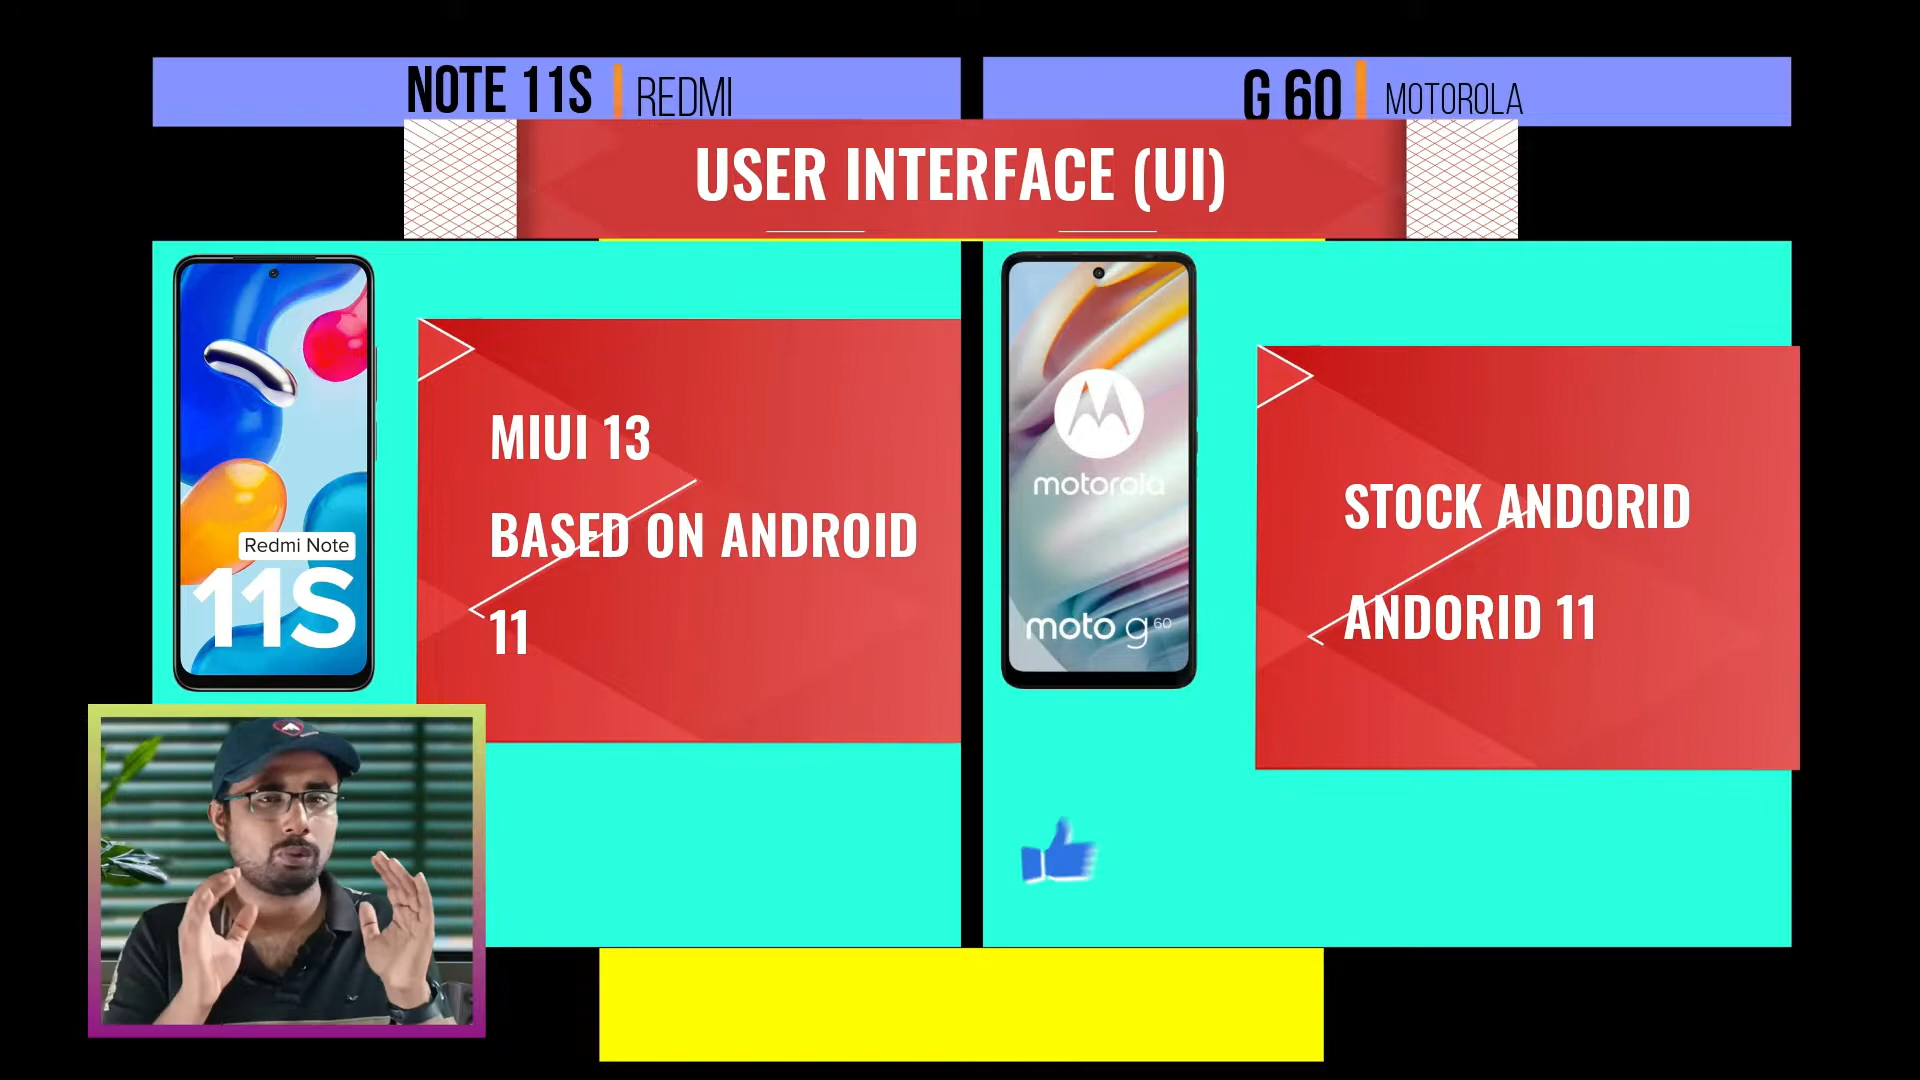 NOTE 11S | REDMI
G 60 | MOTOROLA
USER INTERFACE (UI)
MIUI 13
BASED ON ANDROID
11
Redmi Note
11S
motorola
moto g 60
STOCK ANDORID
ANDORID 11